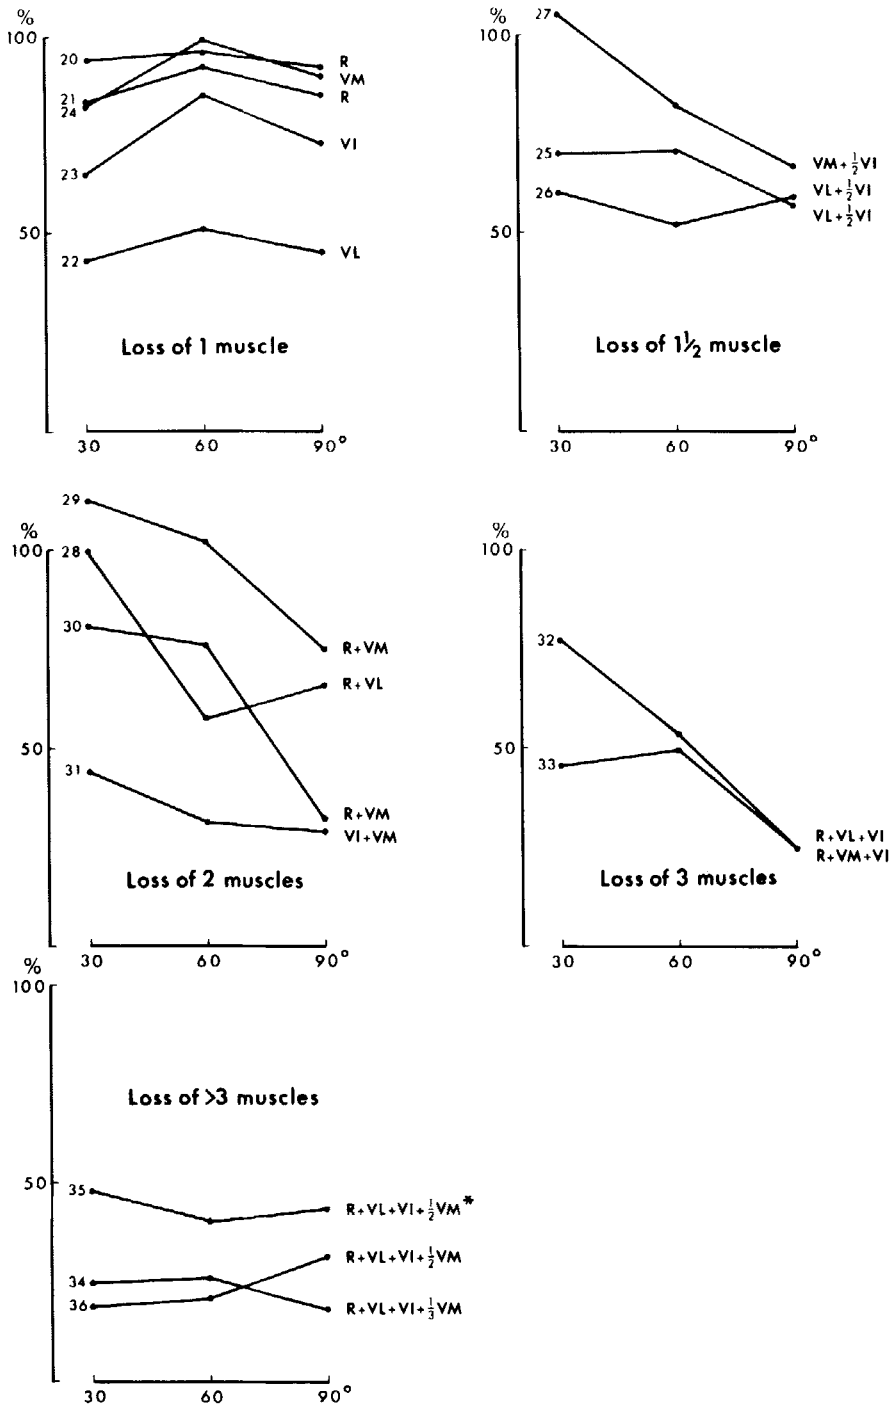 %
100
20
21
24
23
50
22
R
VM
R
VI
VL
Loss of 1 muscle
30 60 90°
%
27
100
25
26
50
VM+½VI
VL+½VI
VL+½VI
Loss of 1½ muscle
30 60 90°
29
%
100
28
30
50
31
R+VM
R+VL
R+VM
VI+VM
Loss of 2 muscles
30 60 90°
%
100
32
50
33
R+VL+VI
R+VM+VI
Loss of 3 muscles
30 60 90°
%
100
Loss of >3 muscles
50
35
34
36
R+VL+VI+½VM*
R+VL+VI+½VM
R+VL+VI+⅓VM
30 60 90°